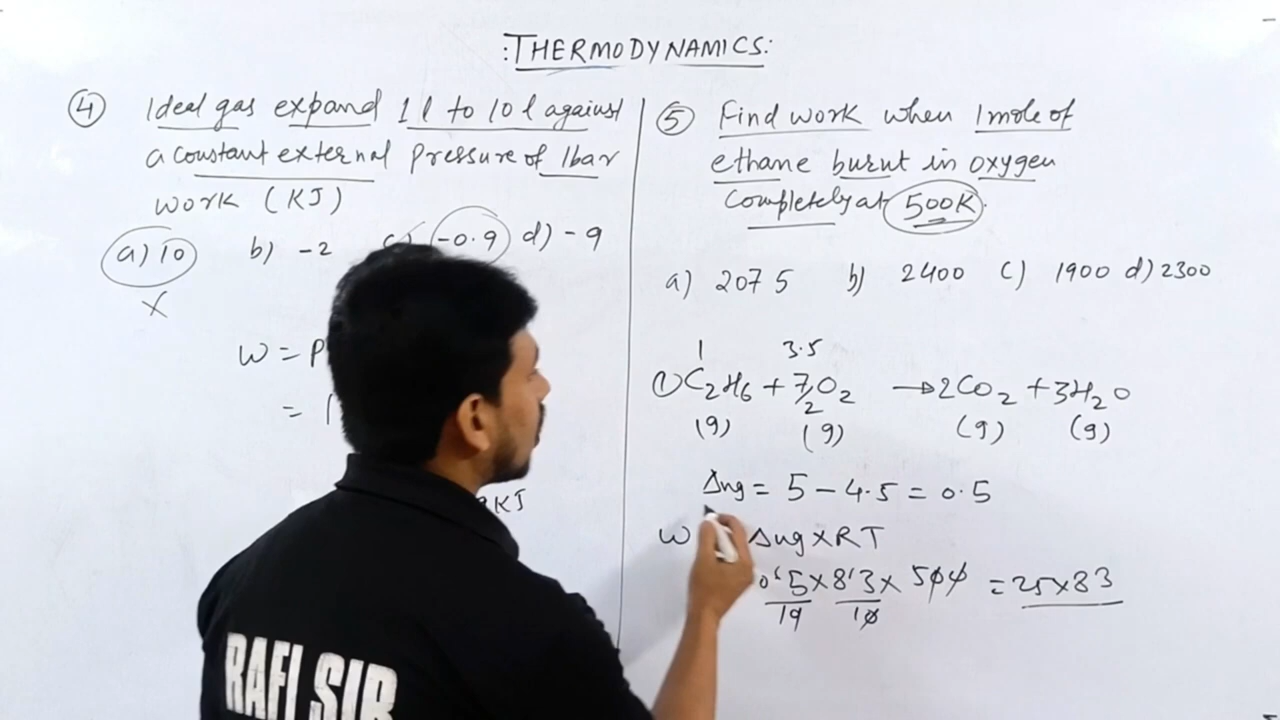 :THERMODYNAMICS:
④ Ideal gas expand 1 l to 10 l against
a constant external pressure of 1bar
work (KJ)
a) 10 b) -2 c) -0.9 d) -9
X
W = P
= 1
KJ
⑤ Find work when 1 mole of
ethane burnt in oxygen
completely at 500K.
a) 2075 b) 2400 c) 1900 d) 2300
1 3.5
① C₂H₆ + 7/2 O₂ → 2CO₂ + 3H₂O
(g) (g) (g) (g)
Δng = 5 - 4.5 = 0.5
W Δng × RT
0.5 × 8.3 × 500 = 25 × 83
10 10
RAFI SIR